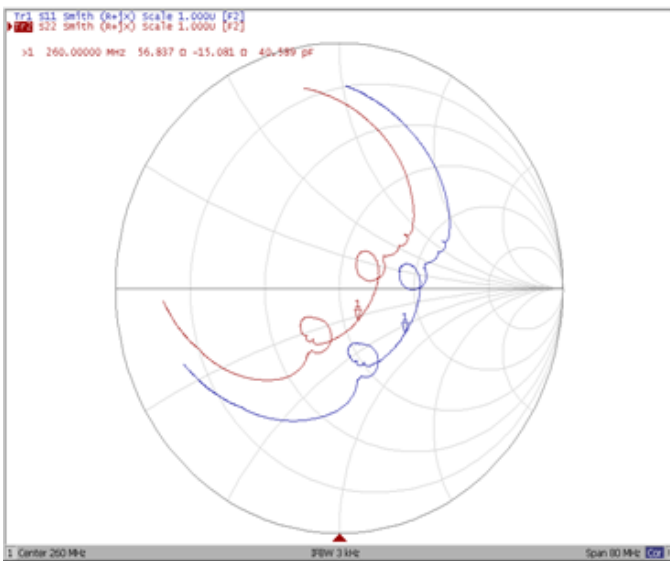 Tr1 S11 Smith (R+jX) Scale 1.000U [F2]
Tr2 S22 Smith (R+jX) Scale 1.000U [F2]
>1 260.00000 MHz 56.837 Ω -15.081 Ω 40.589 pF
1
1
1 Center 260 MHz IFBW 3 kHz Span 80 MHz Cor